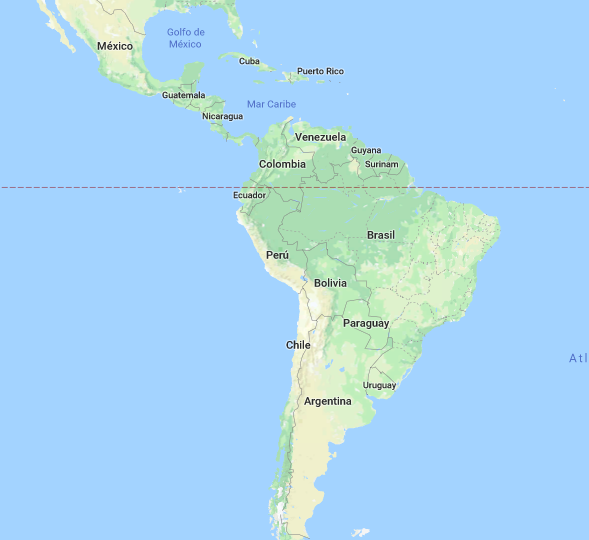 Golfo de
México
México
Cuba
Puerto Rico
Guatemala
Mar Caribe
Nicaragua
Venezuela
Guyana
Colombia
Surinam
Ecuador
Brasil
Perú
Bolivia
Paraguay
Chile
Atl
Uruguay
Argentina